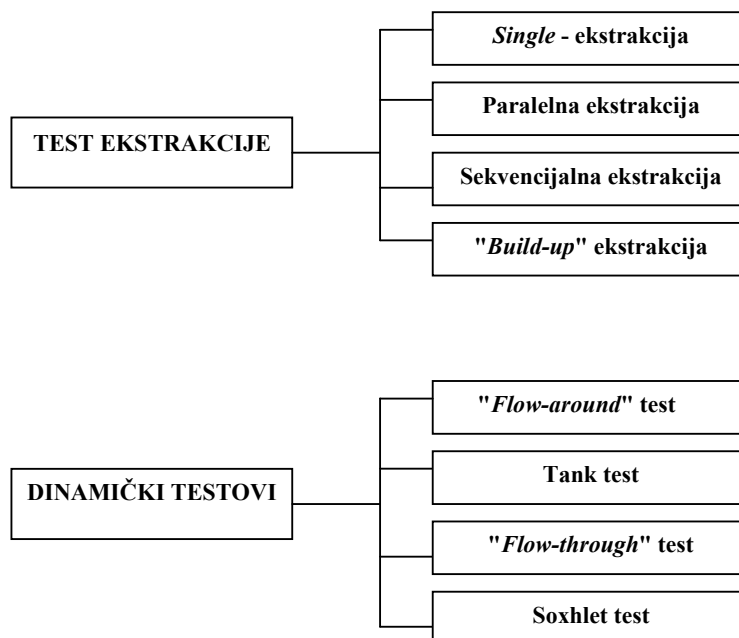 Single - ekstrakcija
Paralelna ekstrakcija
TEST EKSTRAKCIJE
Sekvencijalna ekstrakcija
"Build-up" ekstrakcija
"Flow-around" test
Tank test
DINAMIČKI TESTOVI
"Flow-through" test
Soxhlet test